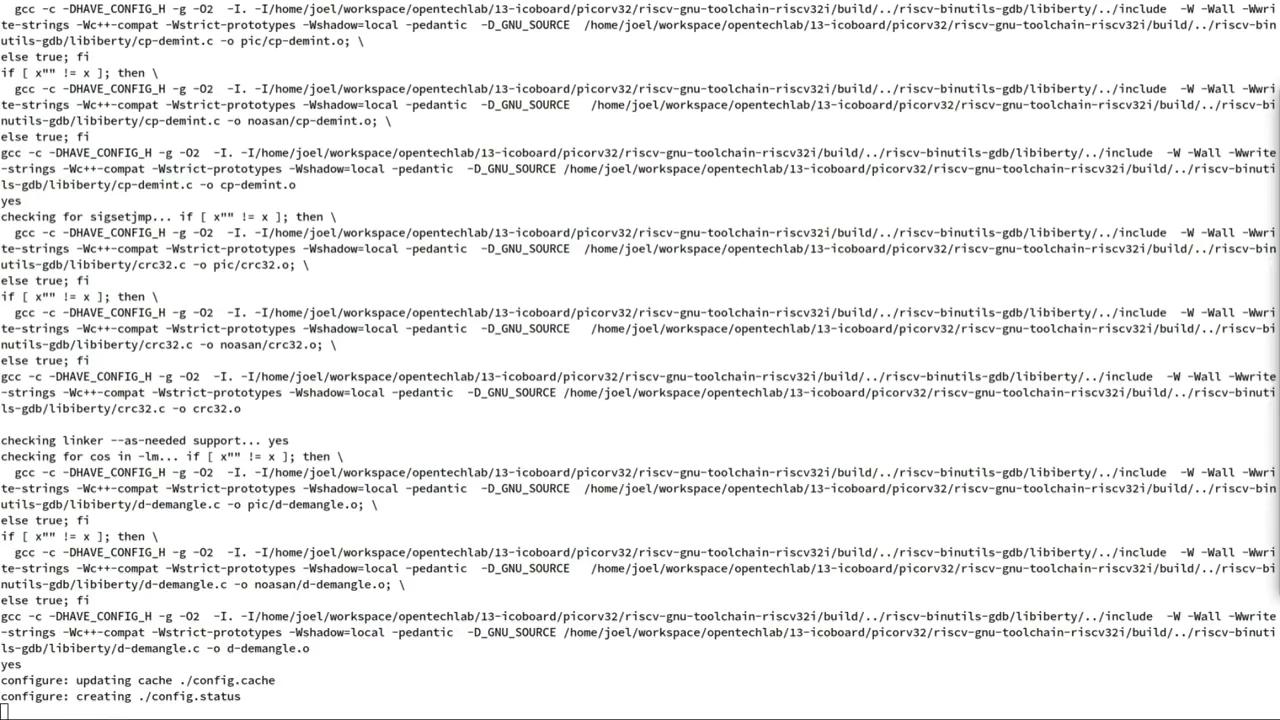 gcc -c -DHAVE_CONFIG_H -g -O2  -I. -I/home/joel/workspace/opentechlab/13-icoboard/picorv32/riscv-gnu-toolchain-riscv32i/build/../riscv-binutils-gdb/libiberty/../include  -W -Wall -Wwri
te-strings -Wc++-compat -Wstrict-prototypes -Wshadow=local -pedantic  -D_GNU_SOURCE   /home/joel/workspace/opentechlab/13-icoboard/picorv32/riscv-gnu-toolchain-riscv32i/build/../riscv-bin
utils-gdb/libiberty/cp-demint.c -o pic/cp-demint.o; \
else true; fi
if [ x"" != x ]; then \
  gcc -c -DHAVE_CONFIG_H -g -O2  -I. -I/home/joel/workspace/opentechlab/13-icoboard/picorv32/riscv-gnu-toolchain-riscv32i/build/../riscv-binutils-gdb/libiberty/../include  -W -Wall -Wwri
te-strings -Wc++-compat -Wstrict-prototypes -Wshadow=local -pedantic  -D_GNU_SOURCE   /home/joel/workspace/opentechlab/13-icoboard/picorv32/riscv-gnu-toolchain-riscv32i/build/../riscv-bi
nutils-gdb/libiberty/cp-demint.c -o noasan/cp-demint.o; \
else true; fi
gcc -c -DHAVE_CONFIG_H -g -O2  -I. -I/home/joel/workspace/opentechlab/13-icoboard/picorv32/riscv-gnu-toolchain-riscv32i/build/../riscv-binutils-gdb/libiberty/../include  -W -Wall -Wwrite
-strings -Wc++-compat -Wstrict-prototypes -Wshadow=local -pedantic  -D_GNU_SOURCE /home/joel/workspace/opentechlab/13-icoboard/picorv32/riscv-gnu-toolchain-riscv32i/build/../riscv-binuti
ls-gdb/libiberty/cp-demint.c -o cp-demint.o
yes
checking for sigsetjmp... if [ x"" != x ]; then \
  gcc -c -DHAVE_CONFIG_H -g -O2  -I. -I/home/joel/workspace/opentechlab/13-icoboard/picorv32/riscv-gnu-toolchain-riscv32i/build/../riscv-binutils-gdb/libiberty/../include  -W -Wall -Wwri
te-strings -Wc++-compat -Wstrict-prototypes -Wshadow=local -pedantic  -D_GNU_SOURCE  /home/joel/workspace/opentechlab/13-icoboard/picorv32/riscv-gnu-toolchain-riscv32i/build/../riscv-bin
utils-gdb/libiberty/crc32.c -o pic/crc32.o; \
else true; fi
if [ x"" != x ]; then \
  gcc -c -DHAVE_CONFIG_H -g -O2  -I. -I/home/joel/workspace/opentechlab/13-icoboard/picorv32/riscv-gnu-toolchain-riscv32i/build/../riscv-binutils-gdb/libiberty/../include  -W -Wall -Wwri
te-strings -Wc++-compat -Wstrict-prototypes -Wshadow=local -pedantic  -D_GNU_SOURCE   /home/joel/workspace/opentechlab/13-icoboard/picorv32/riscv-gnu-toolchain-riscv32i/build/../riscv-bi
nutils-gdb/libiberty/crc32.c -o noasan/crc32.o; \
else true; fi
gcc -c -DHAVE_CONFIG_H -g -O2  -I. -I/home/joel/workspace/opentechlab/13-icoboard/picorv32/riscv-gnu-toolchain-riscv32i/build/../riscv-binutils-gdb/libiberty/../include  -W -Wall -Wwrite
-strings -Wc++-compat -Wstrict-prototypes -Wshadow=local -pedantic  -D_GNU_SOURCE /home/joel/workspace/opentechlab/13-icoboard/picorv32/riscv-gnu-toolchain-riscv32i/build/../riscv-binuti
ls-gdb/libiberty/crc32.c -o crc32.o

checking linker --as-needed support... yes
checking for cos in -lm... if [ x"" != x ]; then \
  gcc -c -DHAVE_CONFIG_H -g -O2  -I. -I/home/joel/workspace/opentechlab/13-icoboard/picorv32/riscv-gnu-toolchain-riscv32i/build/../riscv-binutils-gdb/libiberty/../include  -W -Wall -Wwri
te-strings -Wc++-compat -Wstrict-prototypes -Wshadow=local -pedantic  -D_GNU_SOURCE  /home/joel/workspace/opentechlab/13-icoboard/picorv32/riscv-gnu-toolchain-riscv32i/build/../riscv-bin
utils-gdb/libiberty/d-demangle.c -o pic/d-demangle.o; \
else true; fi
if [ x"" != x ]; then \
  gcc -c -DHAVE_CONFIG_H -g -O2  -I. -I/home/joel/workspace/opentechlab/13-icoboard/picorv32/riscv-gnu-toolchain-riscv32i/build/../riscv-binutils-gdb/libiberty/../include  -W -Wall -Wwri
te-strings -Wc++-compat -Wstrict-prototypes -Wshadow=local -pedantic  -D_GNU_SOURCE   /home/joel/workspace/opentechlab/13-icoboard/picorv32/riscv-gnu-toolchain-riscv32i/build/../riscv-bi
nutils-gdb/libiberty/d-demangle.c -o noasan/d-demangle.o; \
else true; fi
gcc -c -DHAVE_CONFIG_H -g -O2  -I. -I/home/joel/workspace/opentechlab/13-icoboard/picorv32/riscv-gnu-toolchain-riscv32i/build/../riscv-binutils-gdb/libiberty/../include  -W -Wall -Wwrite
-strings -Wc++-compat -Wstrict-prototypes -Wshadow=local -pedantic  -D_GNU_SOURCE /home/joel/workspace/opentechlab/13-icoboard/picorv32/riscv-gnu-toolchain-riscv32i/build/../riscv-binuti
ls-gdb/libiberty/d-demangle.c -o d-demangle.o
yes
configure: updating cache ./config.cache
configure: creating ./config.status